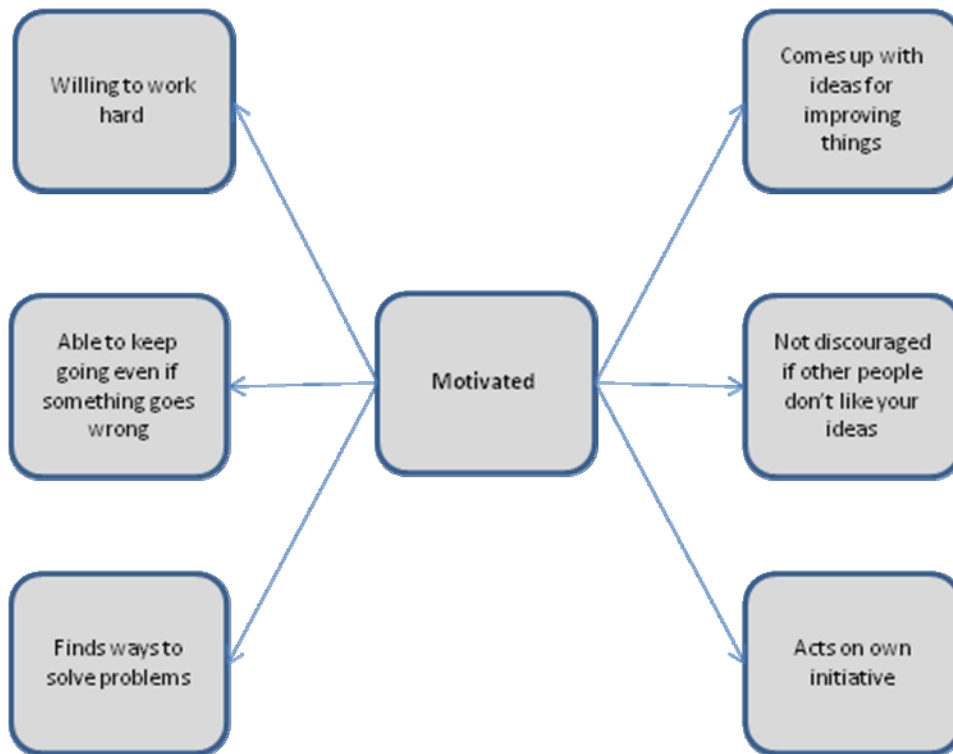 Willing to work
hard
Comes up with
ideas for
improving
things
Able to keep
going even if
something goes
wrong
Motivated
Not discouraged
if other people
don't like your
ideas
Finds ways to
solve problems
Acts on own
initiative